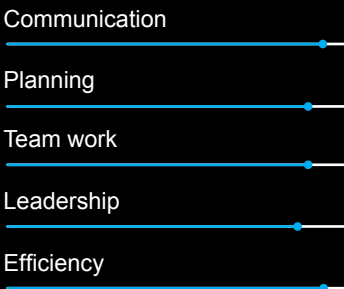 Communication
Planning
Team work
Leadership
Efficiency